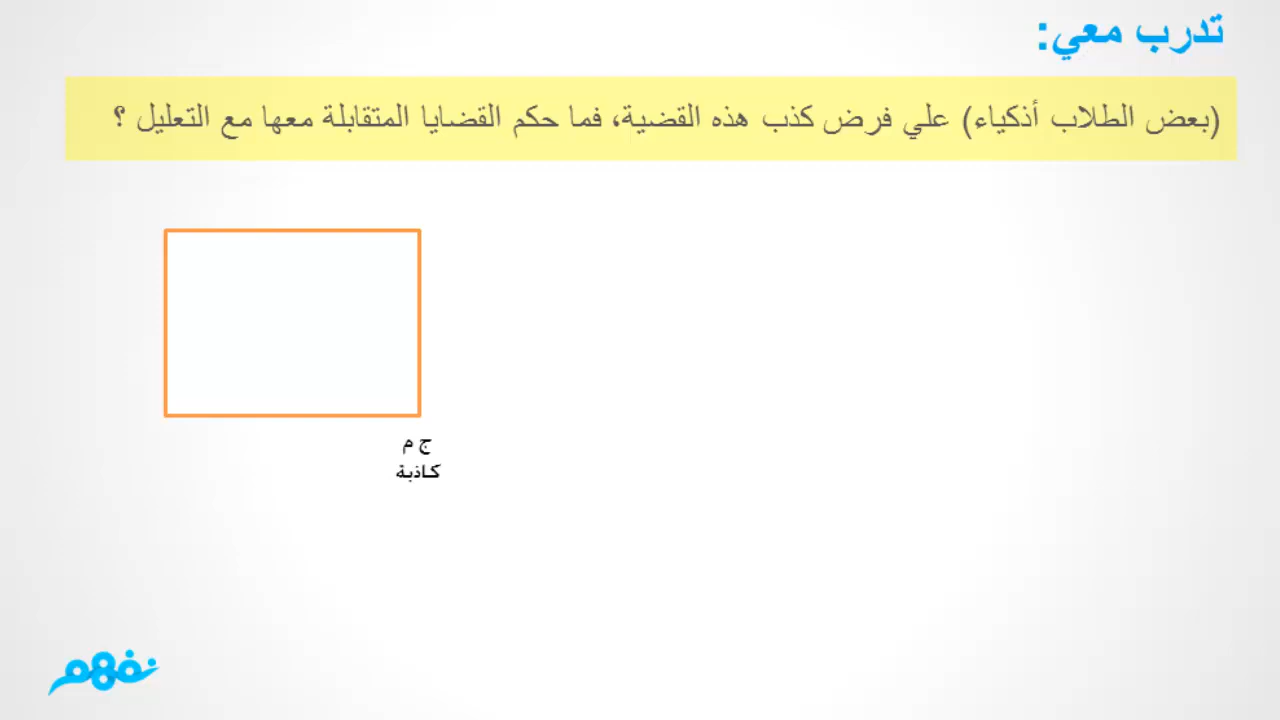 تدرب معي:
(بعض الطلاب أذكياء) علي فرض كذب هذه القضية، فما حكم القضايا المتقابلة معها مع التعليل ؟
ج م
كاذبة
نفهم